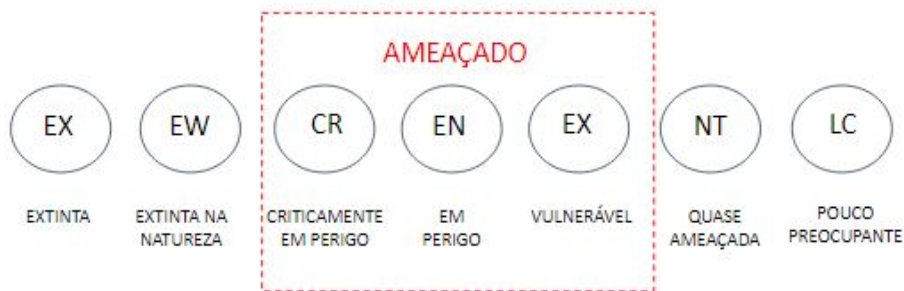 AMEAÇADO
EX EW CR EN EX NT LC
EXTINTA EXTINTA NA CRITICAMENTE EM VULNERÁVEL QUASE POUCO
NATUREZA EM PERIGO PERIGO AMEAÇADA PREOCUPANTE